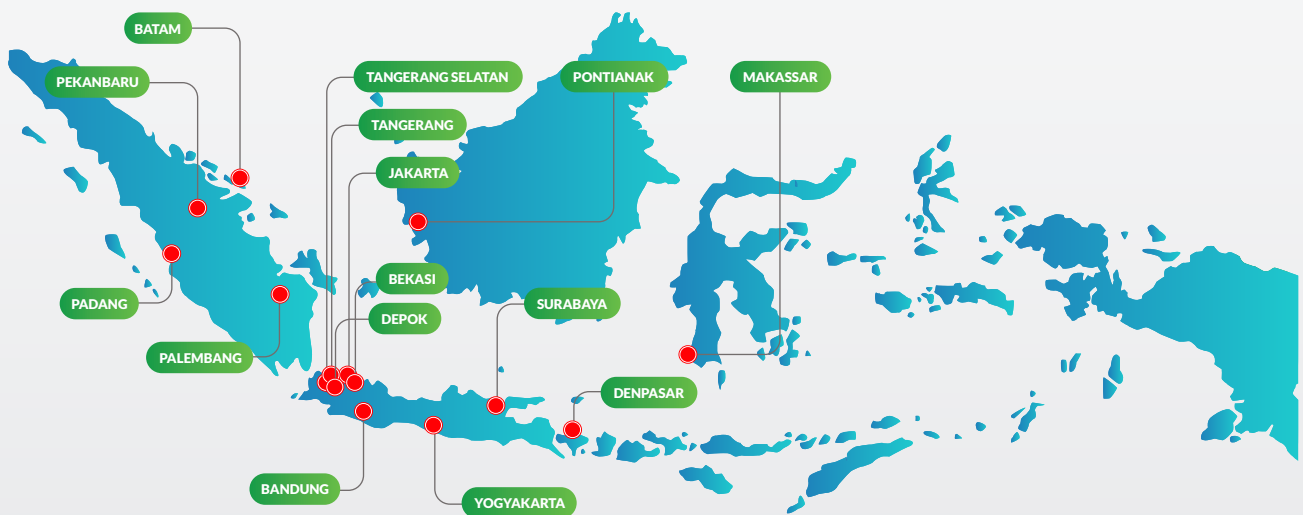 BATAM
PEKANBARU
TANGERANG SELATAN
PONTIANAK
MAKASSAR
TANGERANG
JAKARTA
BEKASI
PADANG
SURABAYA
DEPOK
PALEMBANG
DENPASAR
BANDUNG
YOGYAKARTA